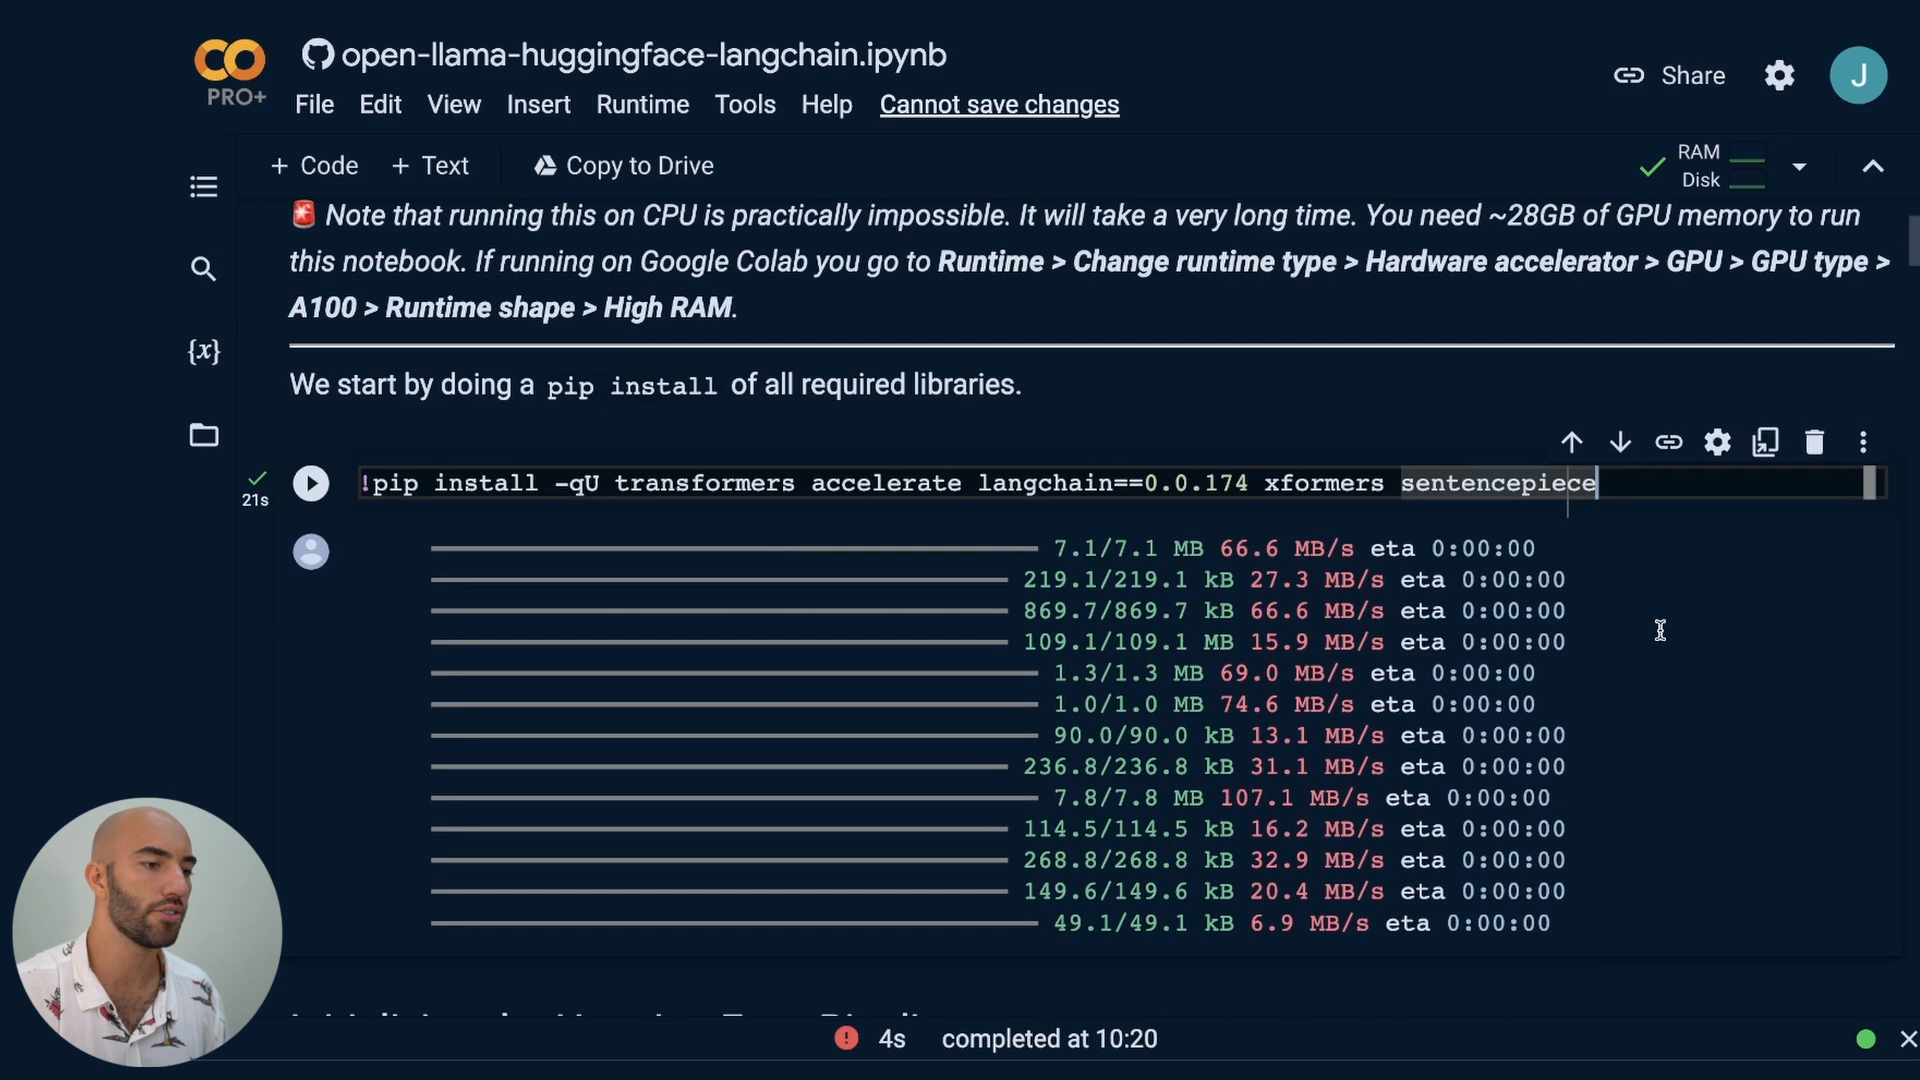 open-llama-huggingface-langchain.ipynb
PRO+
File Edit View Insert Runtime Tools Help Cannot save changes
Share
J
+ Code + Text Copy to Drive
RAM
Disk
Note that running this on CPU is practically impossible. It will take a very long time. You need ~28GB of GPU memory to run
this notebook. If running on Google Colab you go to Runtime > Change runtime type > Hardware accelerator > GPU > GPU type >
A100 > Runtime shape > High RAM.
We start by doing a pip install of all required libraries.
{x}
21s
!pip install -qU transformers accelerate langchain==0.0.174 xformers sentencepiece
7.1/7.1 MB 66.6 MB/s eta 0:00:00
219.1/219.1 kB 27.3 MB/s eta 0:00:00
869.7/869.7 kB 66.6 MB/s eta 0:00:00
109.1/109.1 MB 15.9 MB/s eta 0:00:00
1.3/1.3 MB 69.0 MB/s eta 0:00:00
1.0/1.0 MB 74.6 MB/s eta 0:00:00
90.0/90.0 kB 13.1 MB/s eta 0:00:00
236.8/236.8 kB 31.1 MB/s eta 0:00:00
7.8/7.8 MB 107.1 MB/s eta 0:00:00
114.5/114.5 kB 16.2 MB/s eta 0:00:00
268.8/268.8 kB 32.9 MB/s eta 0:00:00
149.6/149.6 kB 20.4 MB/s eta 0:00:00
49.1/49.1 kB 6.9 MB/s eta 0:00:00
4s completed at 10:20